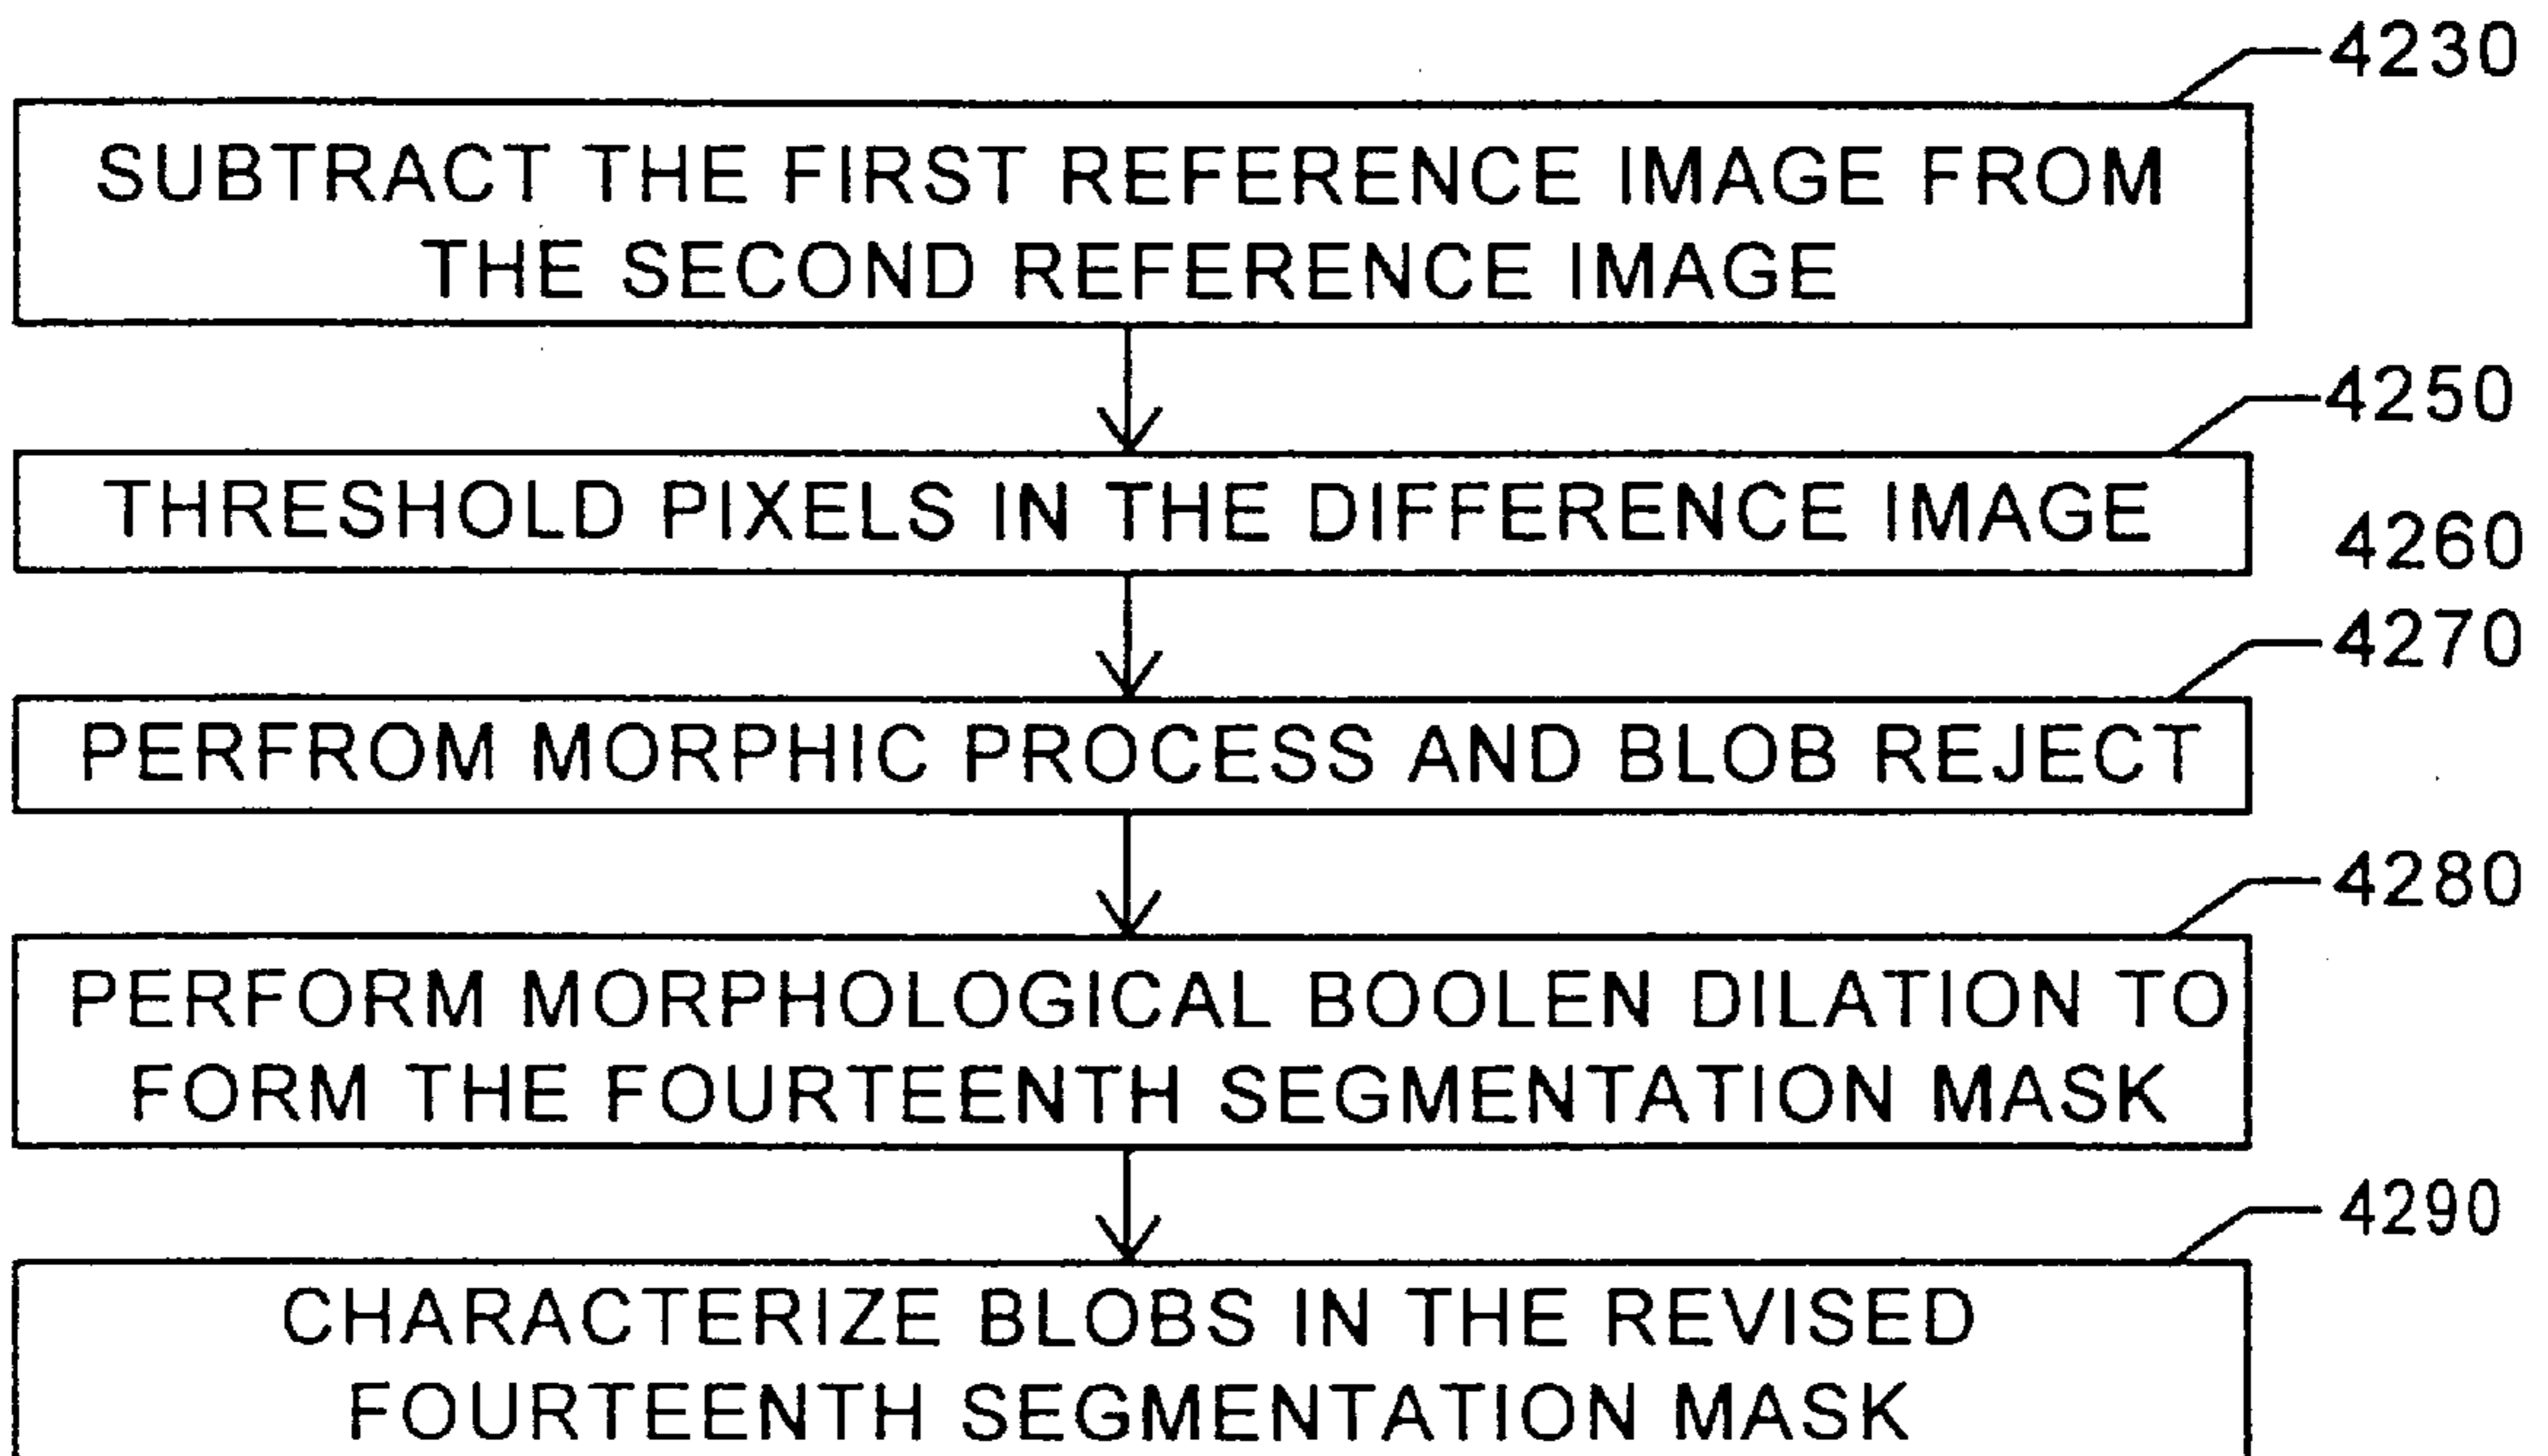 4230
SUBTRACT THE FIRST REFERENCE IMAGE FROM
THE SECOND REFERENCE IMAGE
4250
THRESHOLD PIXELS IN THE DIFFERENCE IMAGE
4260
4270
PERFROM MORPHIC PROCESS AND BLOB REJECT
4280
PERFORM MORPHOLOGICAL BOOLEN DILATION TO
FORM THE FOURTEENTH SEGMENTATION MASK
4290
CHARACTERIZE BLOBS IN THE REVISED
FOURTEENTH SEGMENTATION MASK